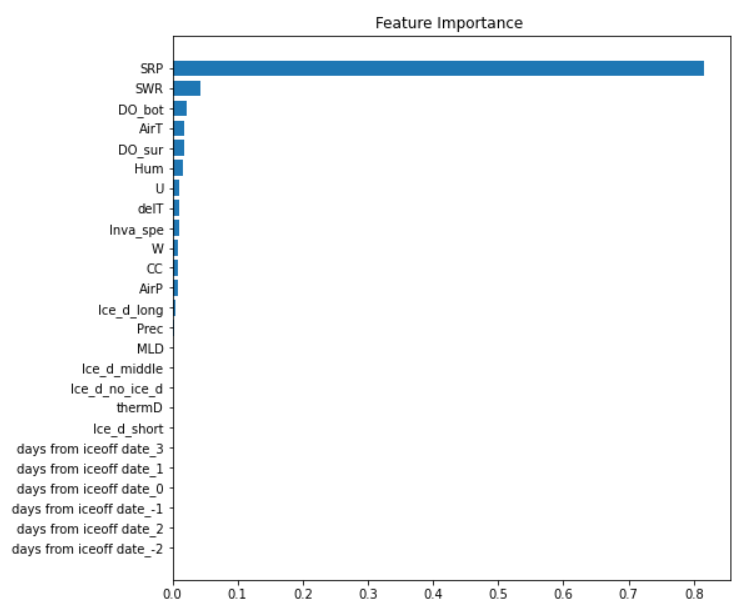 Feature Importance
SRP
SWR
DO_bot
AirT
DO_sur
Hum
U
delT
Inva_spe
W
CC
AirP
Ice_d_long
Prec
MLD
Ice_d_middle
Ice_d_no_ice_d
thermD
Ice_d_short
days from iceoff date_3
days from iceoff date_1
days from iceoff date_0
days from iceoff date_-1
days from iceoff date_2
days from iceoff date_-2
0.0 0.1 0.2 0.3 0.4 0.5 0.6 0.7 0.8